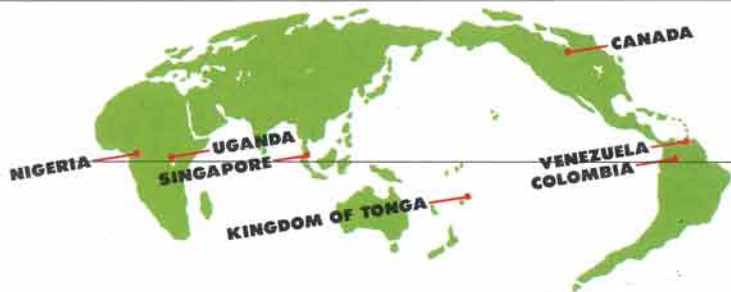 CANADA
NIGERIA
UGANDA
SINGAPORE
VENEZUELA
COLOMBIA
KINGDOM OF TONGA